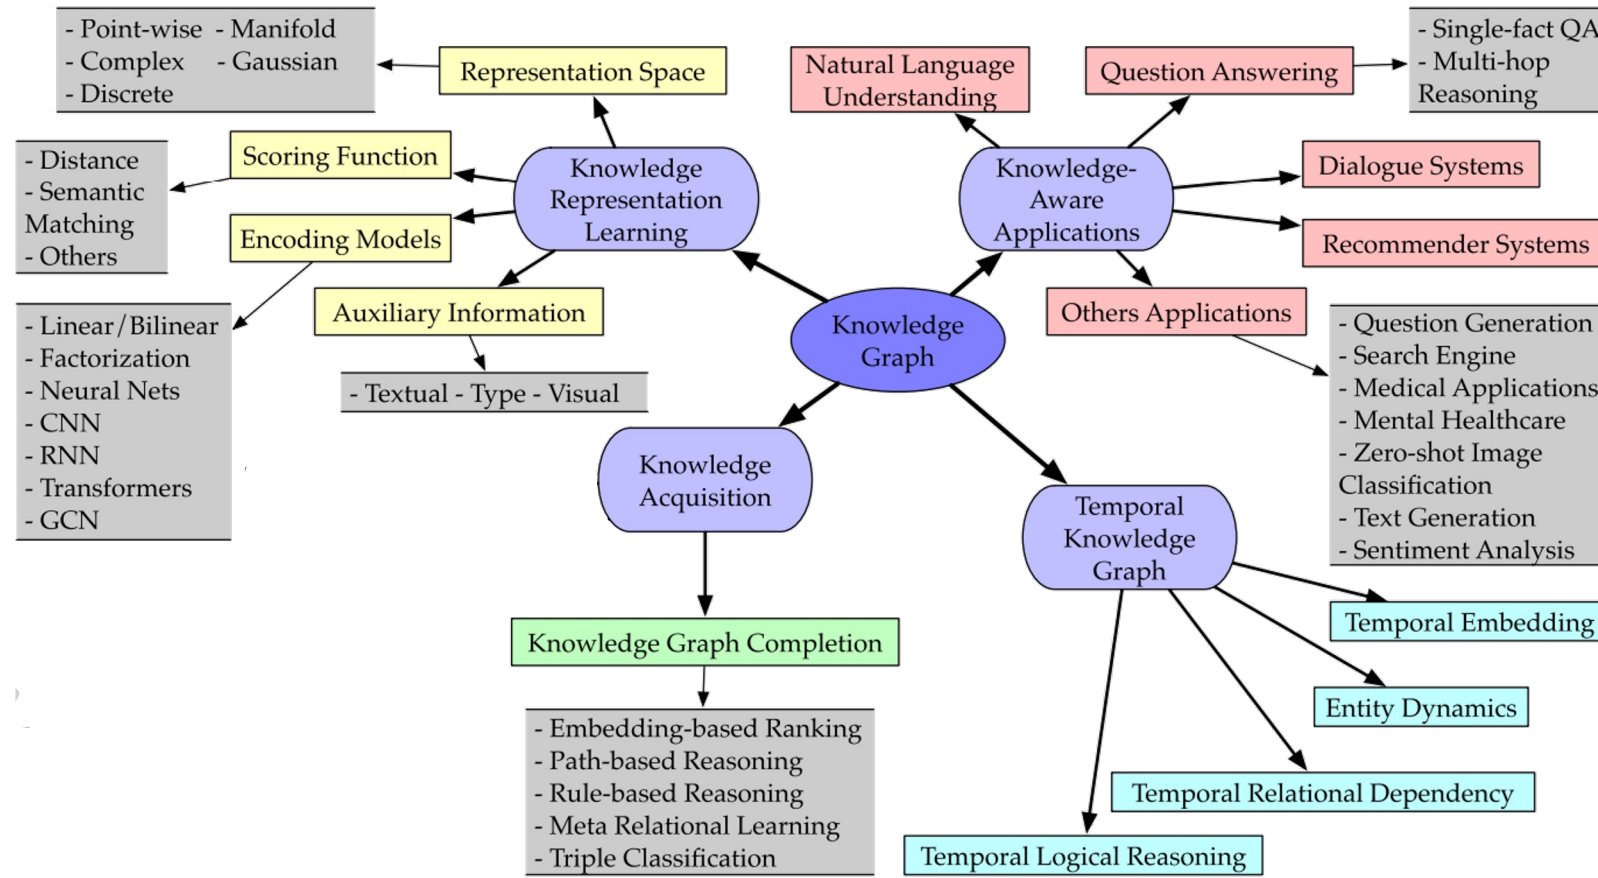 - Point-wise - Manifold
- Complex - Gaussian
- Discrete
Representation Space
Natural Language
Understanding
Question Answering
- Single-fact QA
- Multi-hop
Reasoning
- Distance
- Semantic
Matching
- Others
Scoring Function
Encoding Models
Knowledge
Representation
Learning
Knowledge-
Aware
Applications
Dialogue Systems
Recommender Systems
Auxiliary Information
- Textual - Type - Visual
Knowledge
Graph
Others Applications
- Linear/Bilinear
- Factorization
- Neural Nets
- CNN
- RNN
- Transformers
- GCN
- Question Generation
- Search Engine
- Medical Applications
- Mental Healthcare
- Zero-shot Image
Classification
- Text Generation
- Sentiment Analysis
Knowledge
Acquisition
Temporal
Knowledge
Graph
Knowledge Graph Completion
- Embedding-based Ranking
- Path-based Reasoning
- Rule-based Reasoning
- Meta Relational Learning
- Triple Classification
Temporal Embedding
Entity Dynamics
Temporal Relational Dependency
Temporal Logical Reasoning